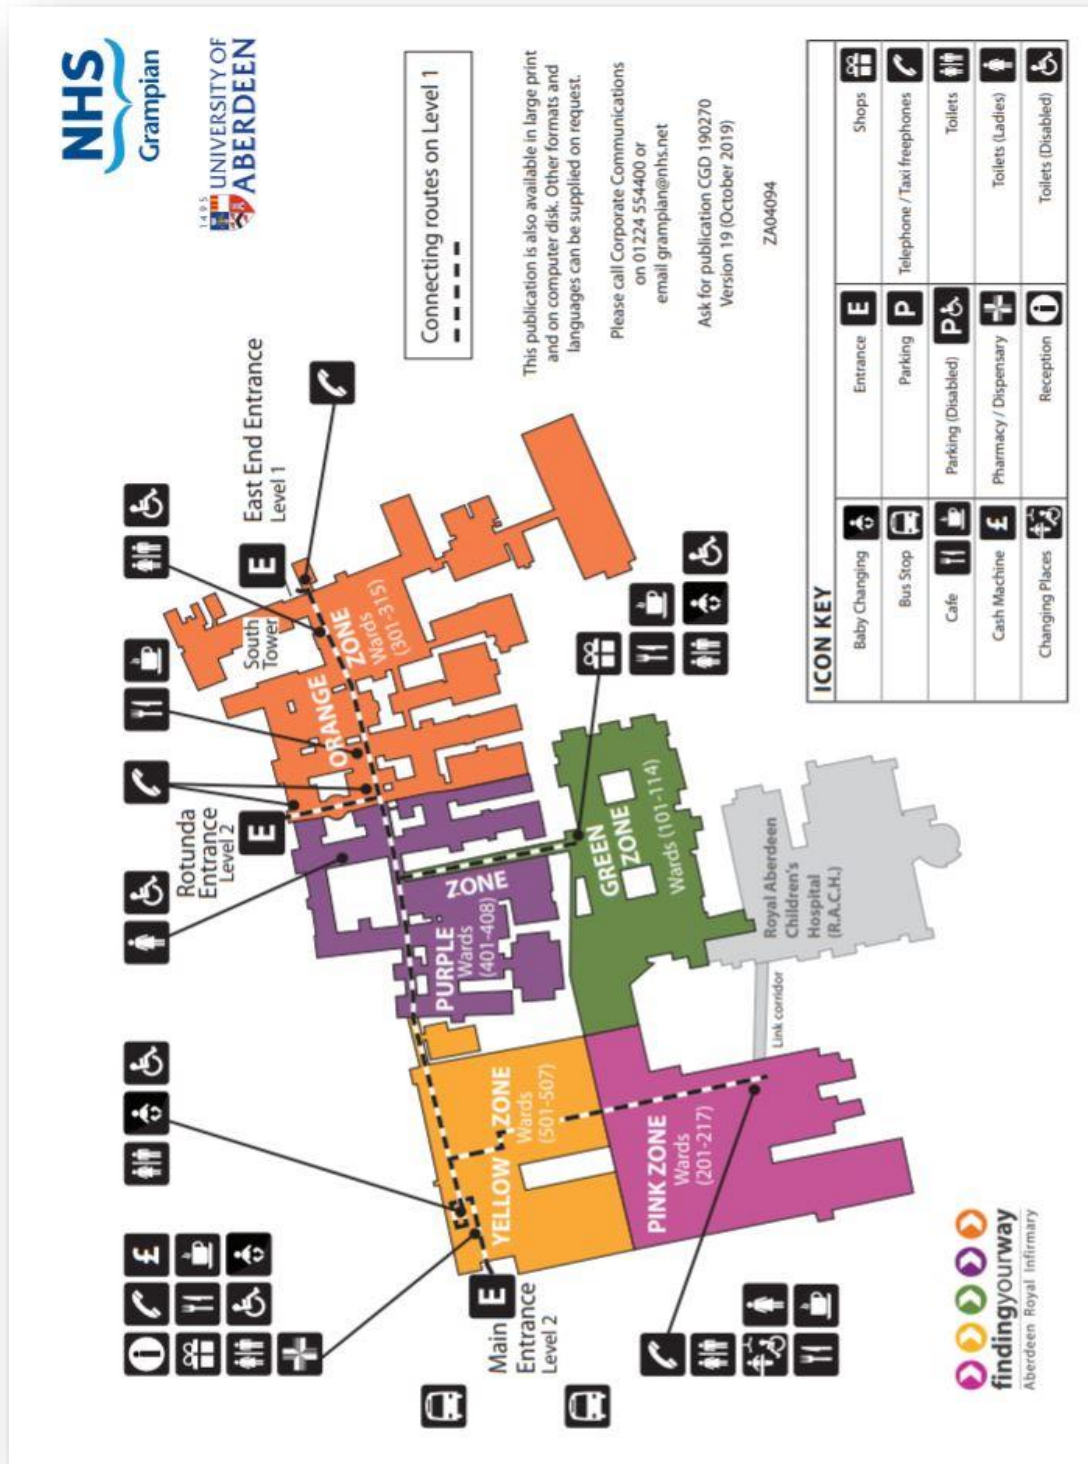 NHS
Grampian
1495
UNIVERSITY OF
ABERDEEN
Connecting routes on Level 1
This publication is also available in large print
and on computer disk. Other formats and
languages can be supplied on request.
Please call Corporate Communications
on 01224 554400 or
email grampian@nhs.net
Ask for publication CGD 190270
Version 19 (October 2019)
ZA04094
East End Entrance
Level 1
E
South
Tower
Rotunda
Entrance
Level 2
E
ORANGE ZONE
Wards
(301-315)
PURPLE ZONE
Wards
(401-408)
GREEN
ZONE
Wards (101-114)
YELLOW ZONE
Wards
(501-507)
PINK ZONE
Wards
(201-217)
Royal Aberdeen
Children's
Hospital
(R.A.C.H.)
Link corridor
Main
Entrance
Level 2
E
i
£
ICON KEY
Baby Changing
Entrance E
Shops
Bus Stop
Parking P
Telephone / Taxi freephones
Cafe
Parking (Disabled) P
Toilets
Cash Machine £
Pharmacy / Dispensary
Toilets (Ladies)
Changing Places
Reception i
Toilets (Disabled)
findingyourway
Aberdeen Royal Infirmary